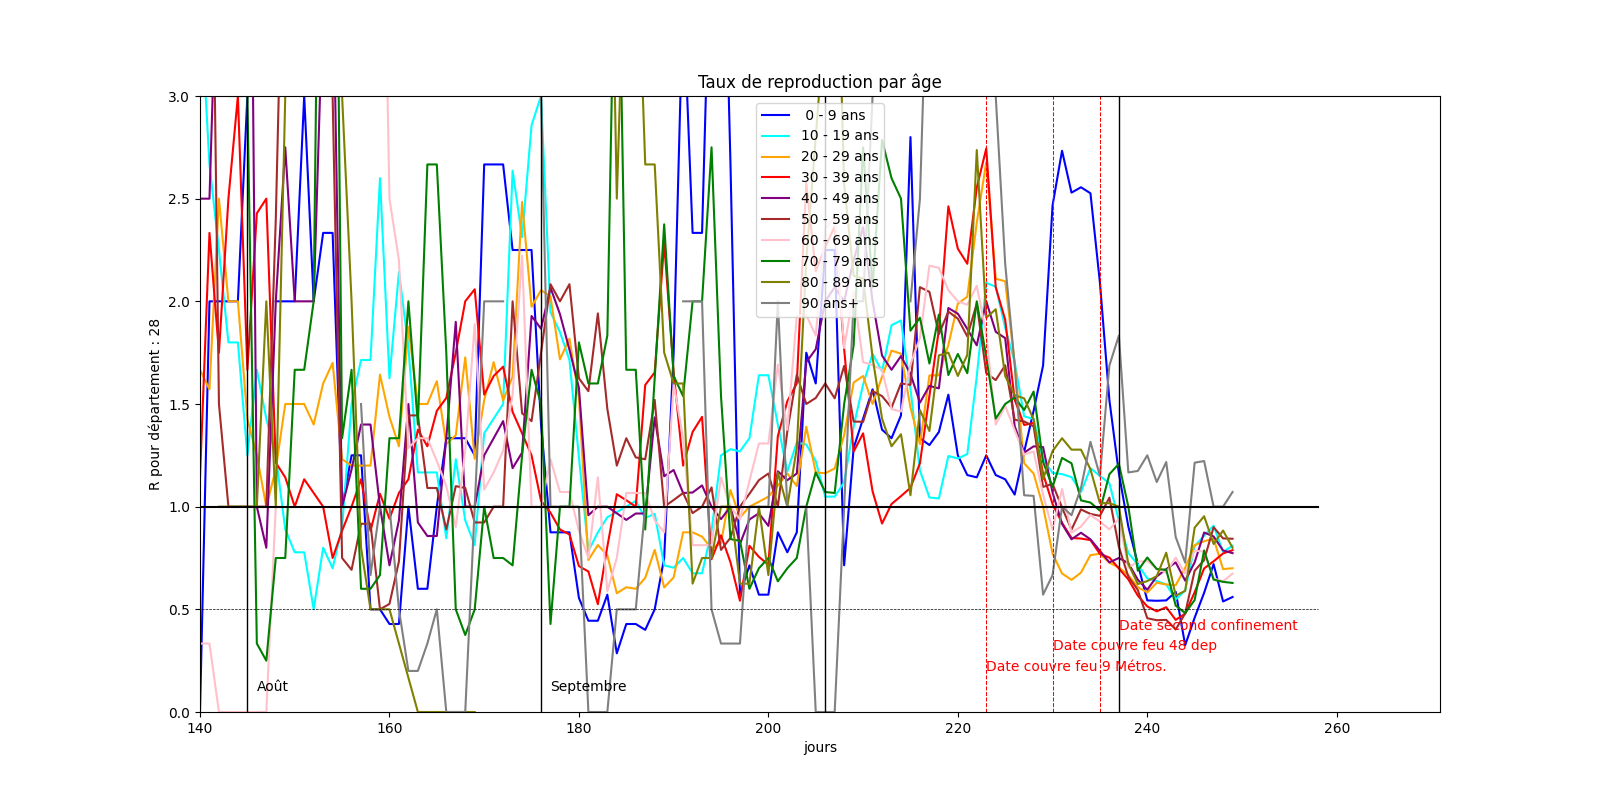 Taux de reproduction par âge
R pour département : 28
3.0
2.5
2.0
1.5
1.0
0.5
0.0
0 - 9 ans
10 - 19 ans
20 - 29 ans
30 - 39 ans
40 - 49 ans
50 - 59 ans
60 - 69 ans
70 - 79 ans
80 - 89 ans
90 ans+
Date second confinement
Date couvre feu 48 dep
Date couvre feu 9 Métros.
Août
Septembre
140
160
180
200
220
240
260
jours